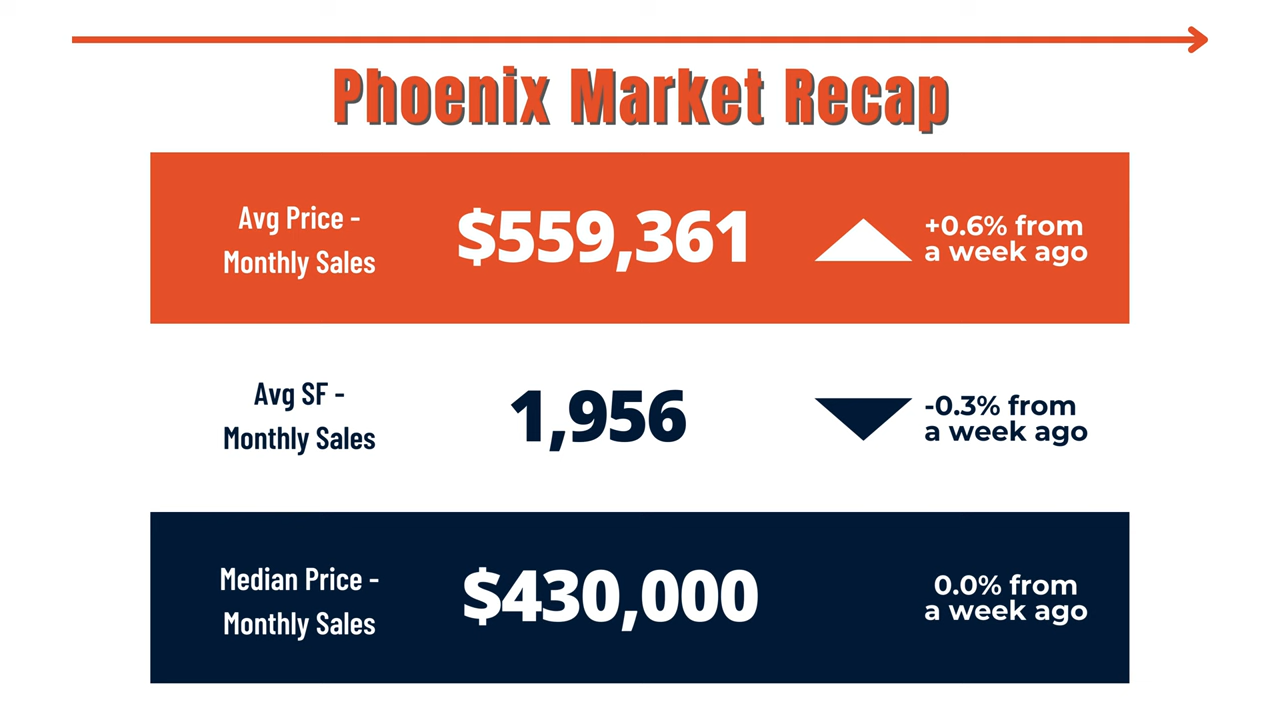 Phoenix Market Recap
Avg Price -
Monthly Sales
$559,361
+0.6% from
a week ago
Avg SF -
Monthly Sales
1,956
-0.3% from
a week ago
Median Price -
Monthly Sales
$430,000
0.0% from
a week ago